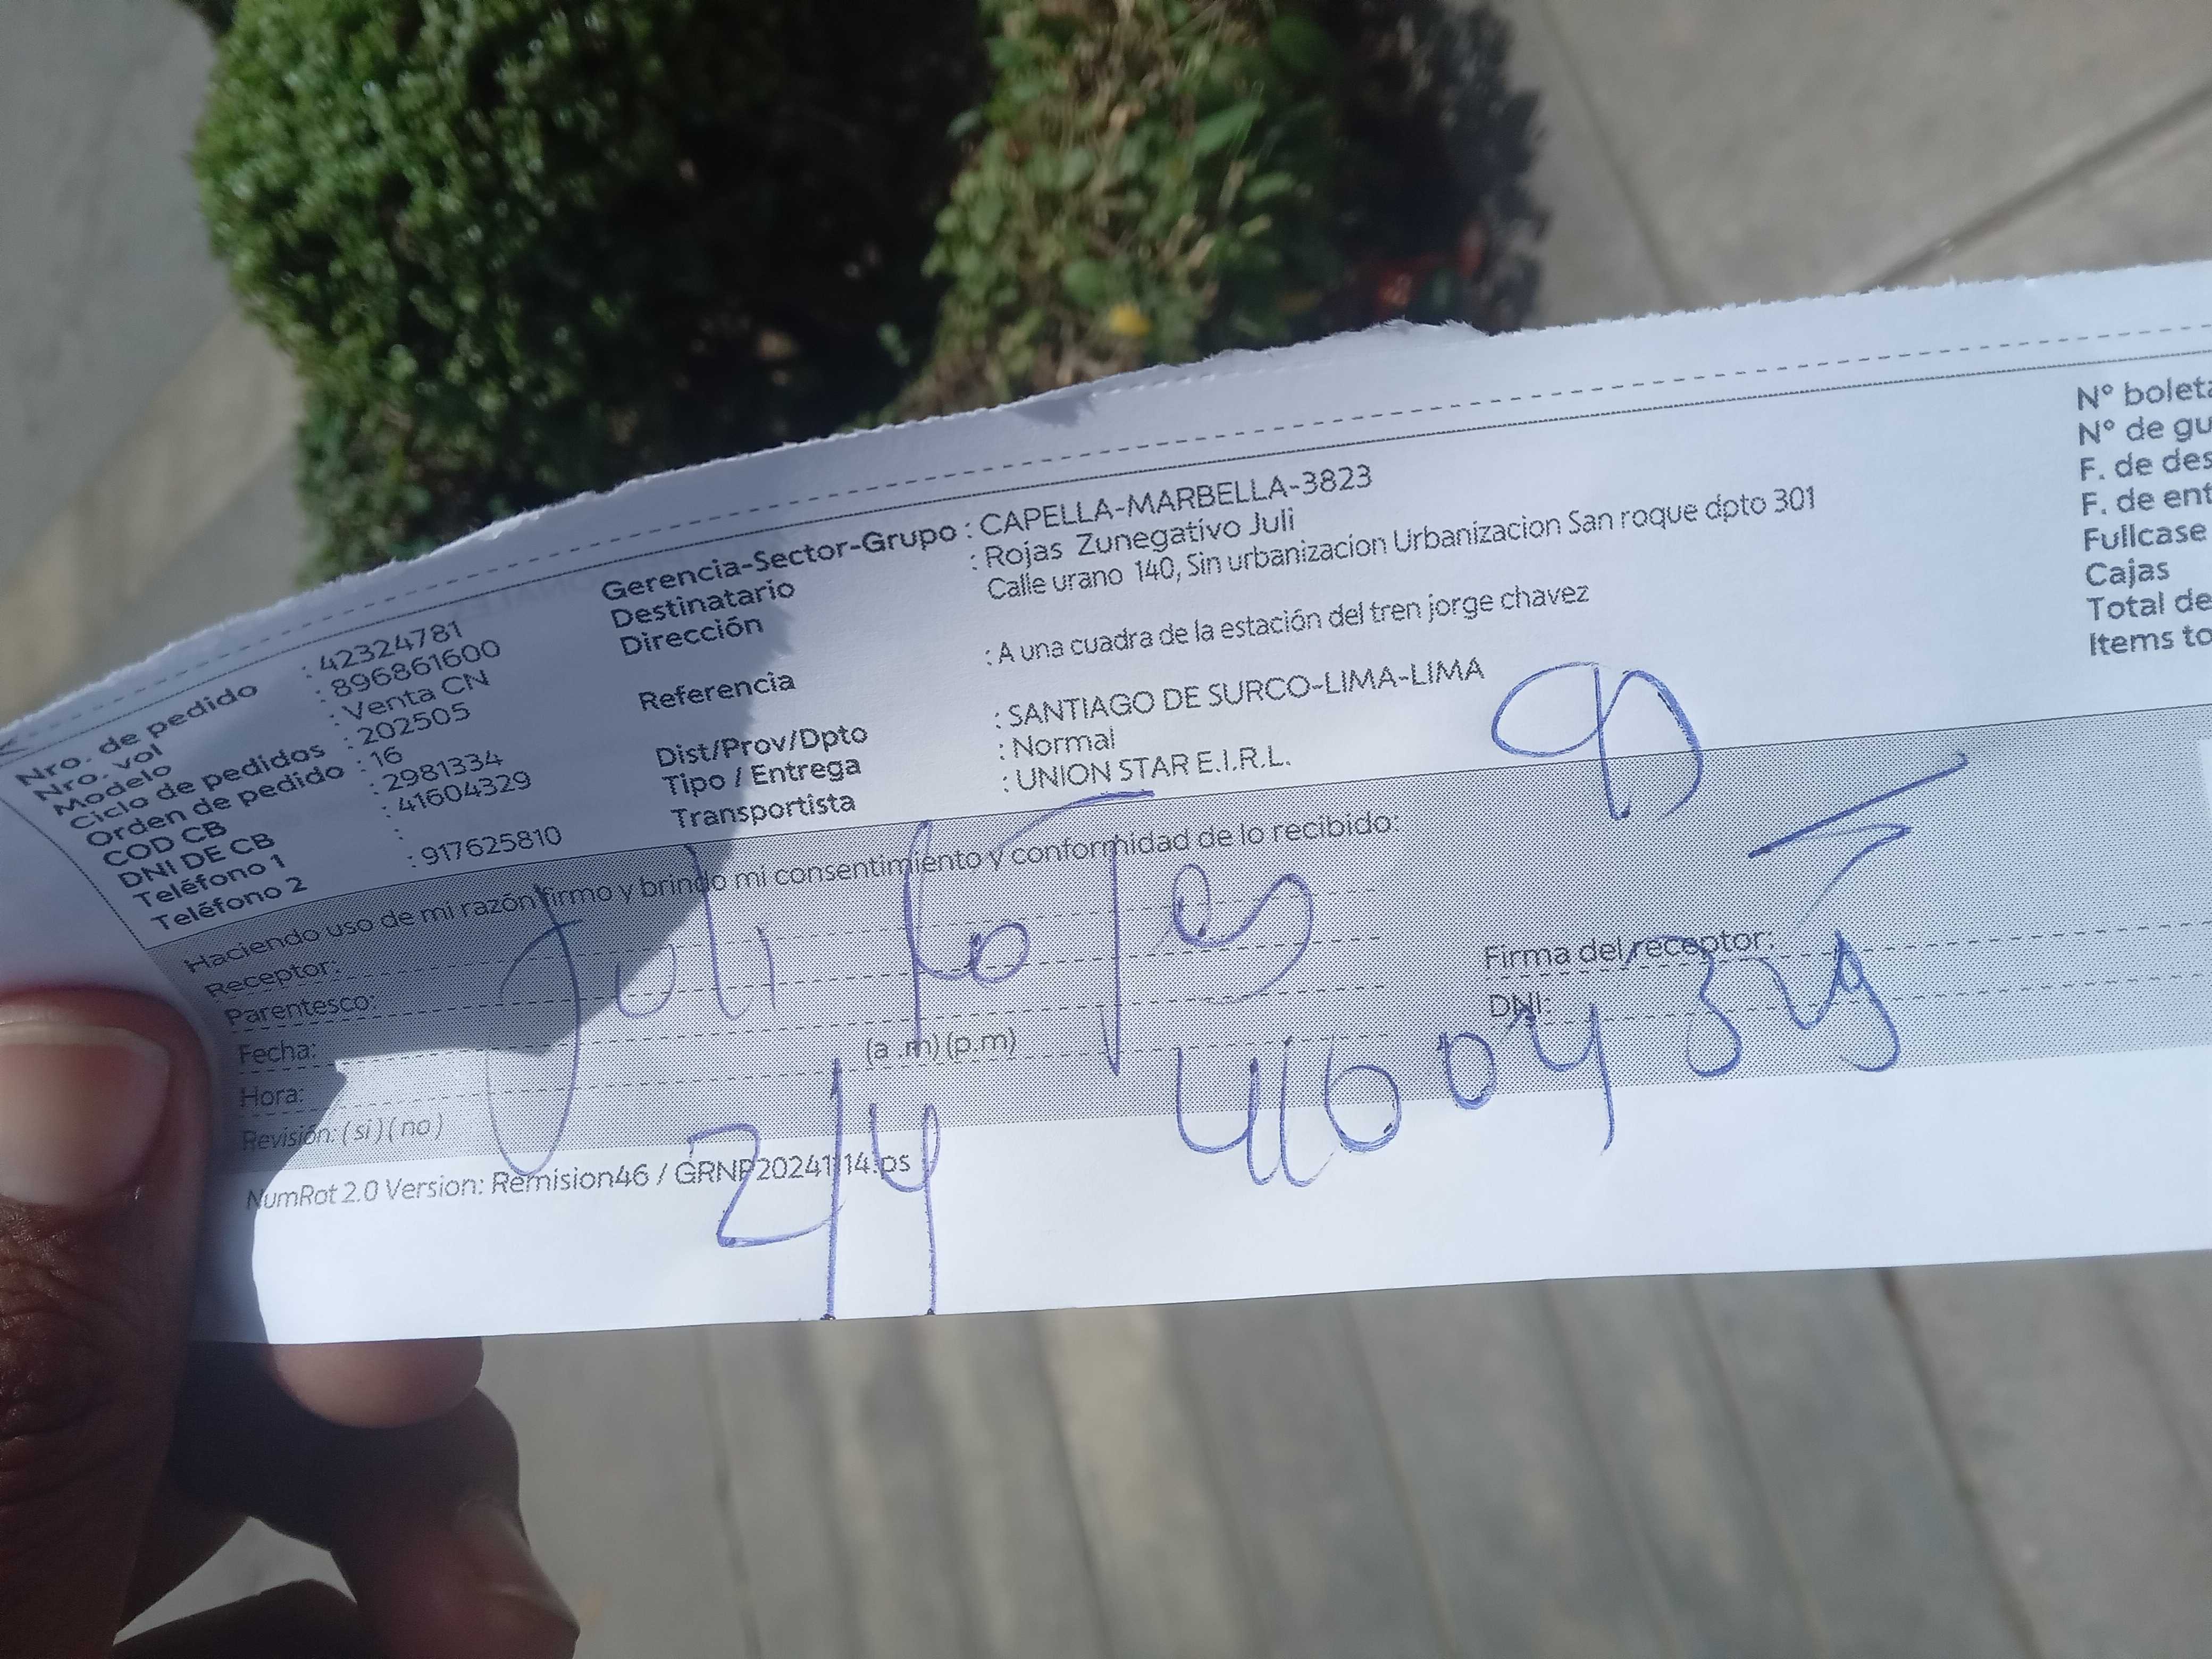 Nro. de pedido : 42324781
Nro. vol : 896861600
Modelo : Venta CN
Ciclo de pedidos : 202505
Orden de pedido : 16
COD CB : 2981334
DNI DE CB : 41604329
Teléfono 1 :
Teléfono 2 : 917625810
Gerencia-Sector-Grupo : CAPELLA-MARBELLA-3823
Destinatario : Rojas Zunegativo Juli
Dirección Calle urano 140, Sin urbanizacion Urbanizacion San roque dpto 301
Referencia : A una cuadra de la estación del tren jorge chavez
Dist/Prov/Dpto : SANTIAGO DE SURCO-LIMA-LIMA
Tipo / Entrega : Normal
Transportista : UNION STAR E.I.R.L.
N° boleta
N° de gu
F. de des
F. de ent
Fullcase
Cajas
Total de
Items to
Haciendo uso de mi razón firmo y brindo mi consentimiento y conformidad de lo recibido:
Receptor:
Parentesco:
Fecha:
Hora: (a .m) (p.m)
Revisión: ( si ) ( no )
Firma del receptor:
DNI:
Juli Rojas
41604329
2/4
NumRot 2.0 Version: Remision46 / GRNP20241114.ps